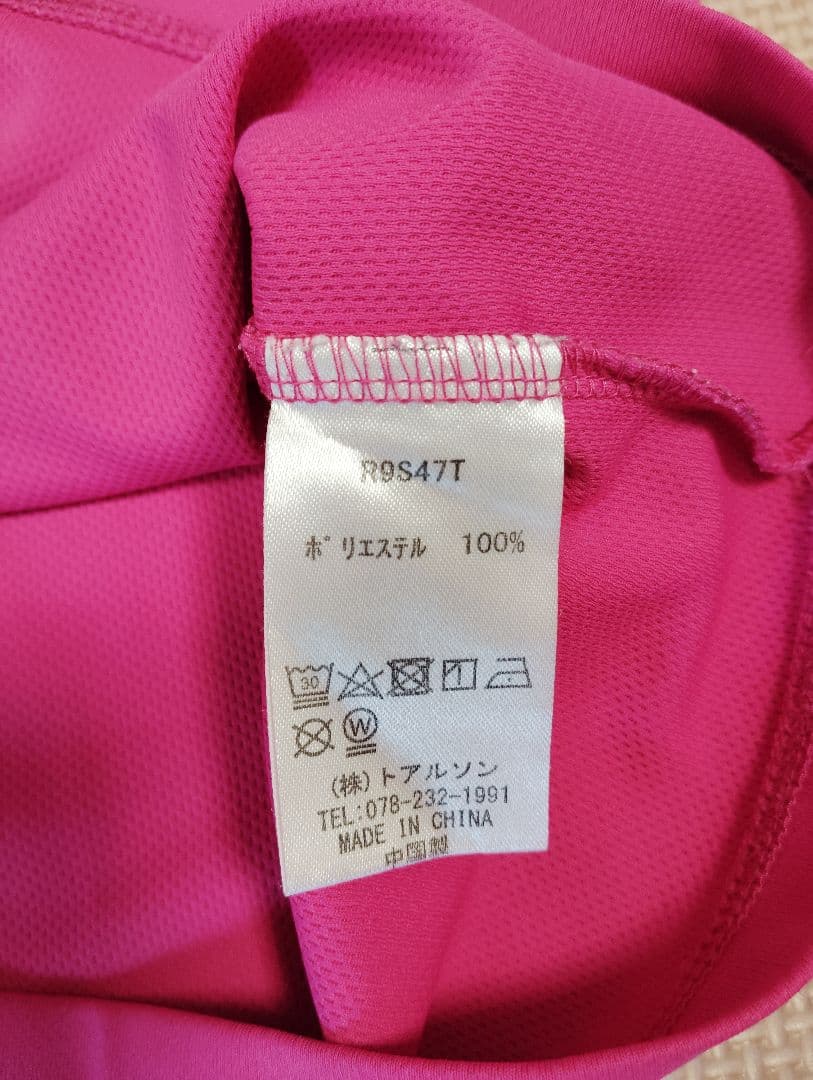 R9S47T
ポリエステル 100%
30
W
(株)トアルソン
TEL:078-232-1991
MADE IN CHINA
中国製